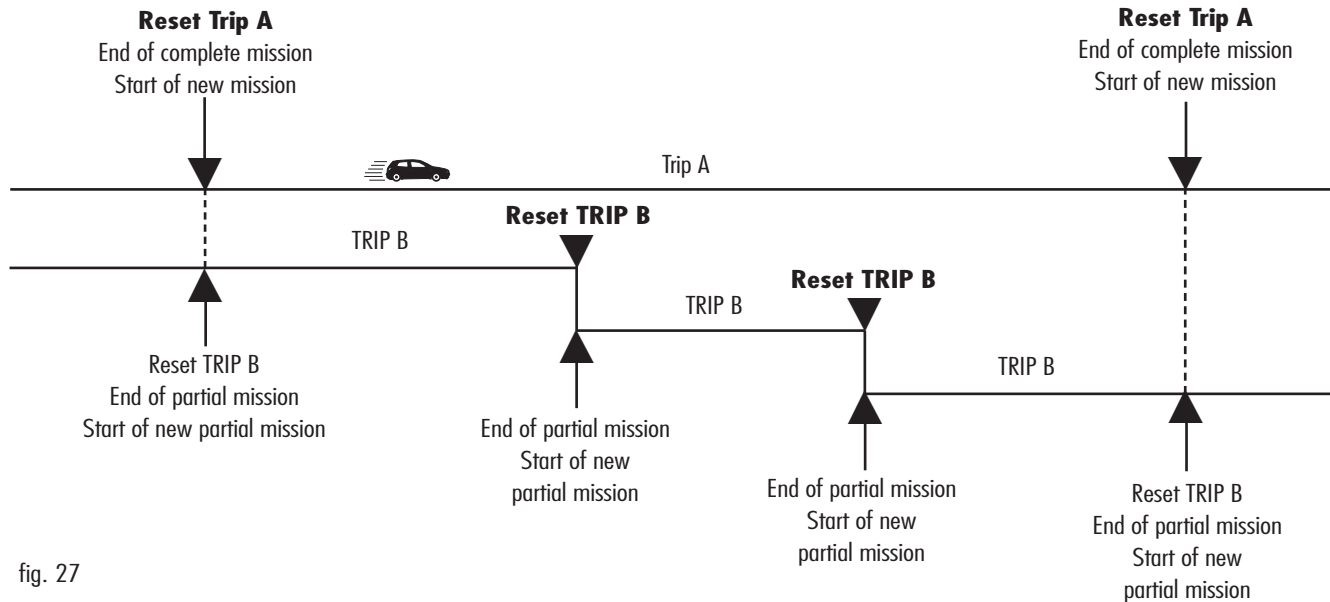 Reset Trip A
End of complete mission
Start of new mission
Reset Trip A
End of complete mission
Start of new mission
Trip A
TRIP B
Reset TRIP B
TRIP B
Reset TRIP B
TRIP B
Reset TRIP B
End of partial mission
Start of new partial mission
End of partial mission
Start of new
partial mission
End of partial mission
Start of new
partial mission
Reset TRIP B
End of partial mission
Start of new
partial mission
fig. 27